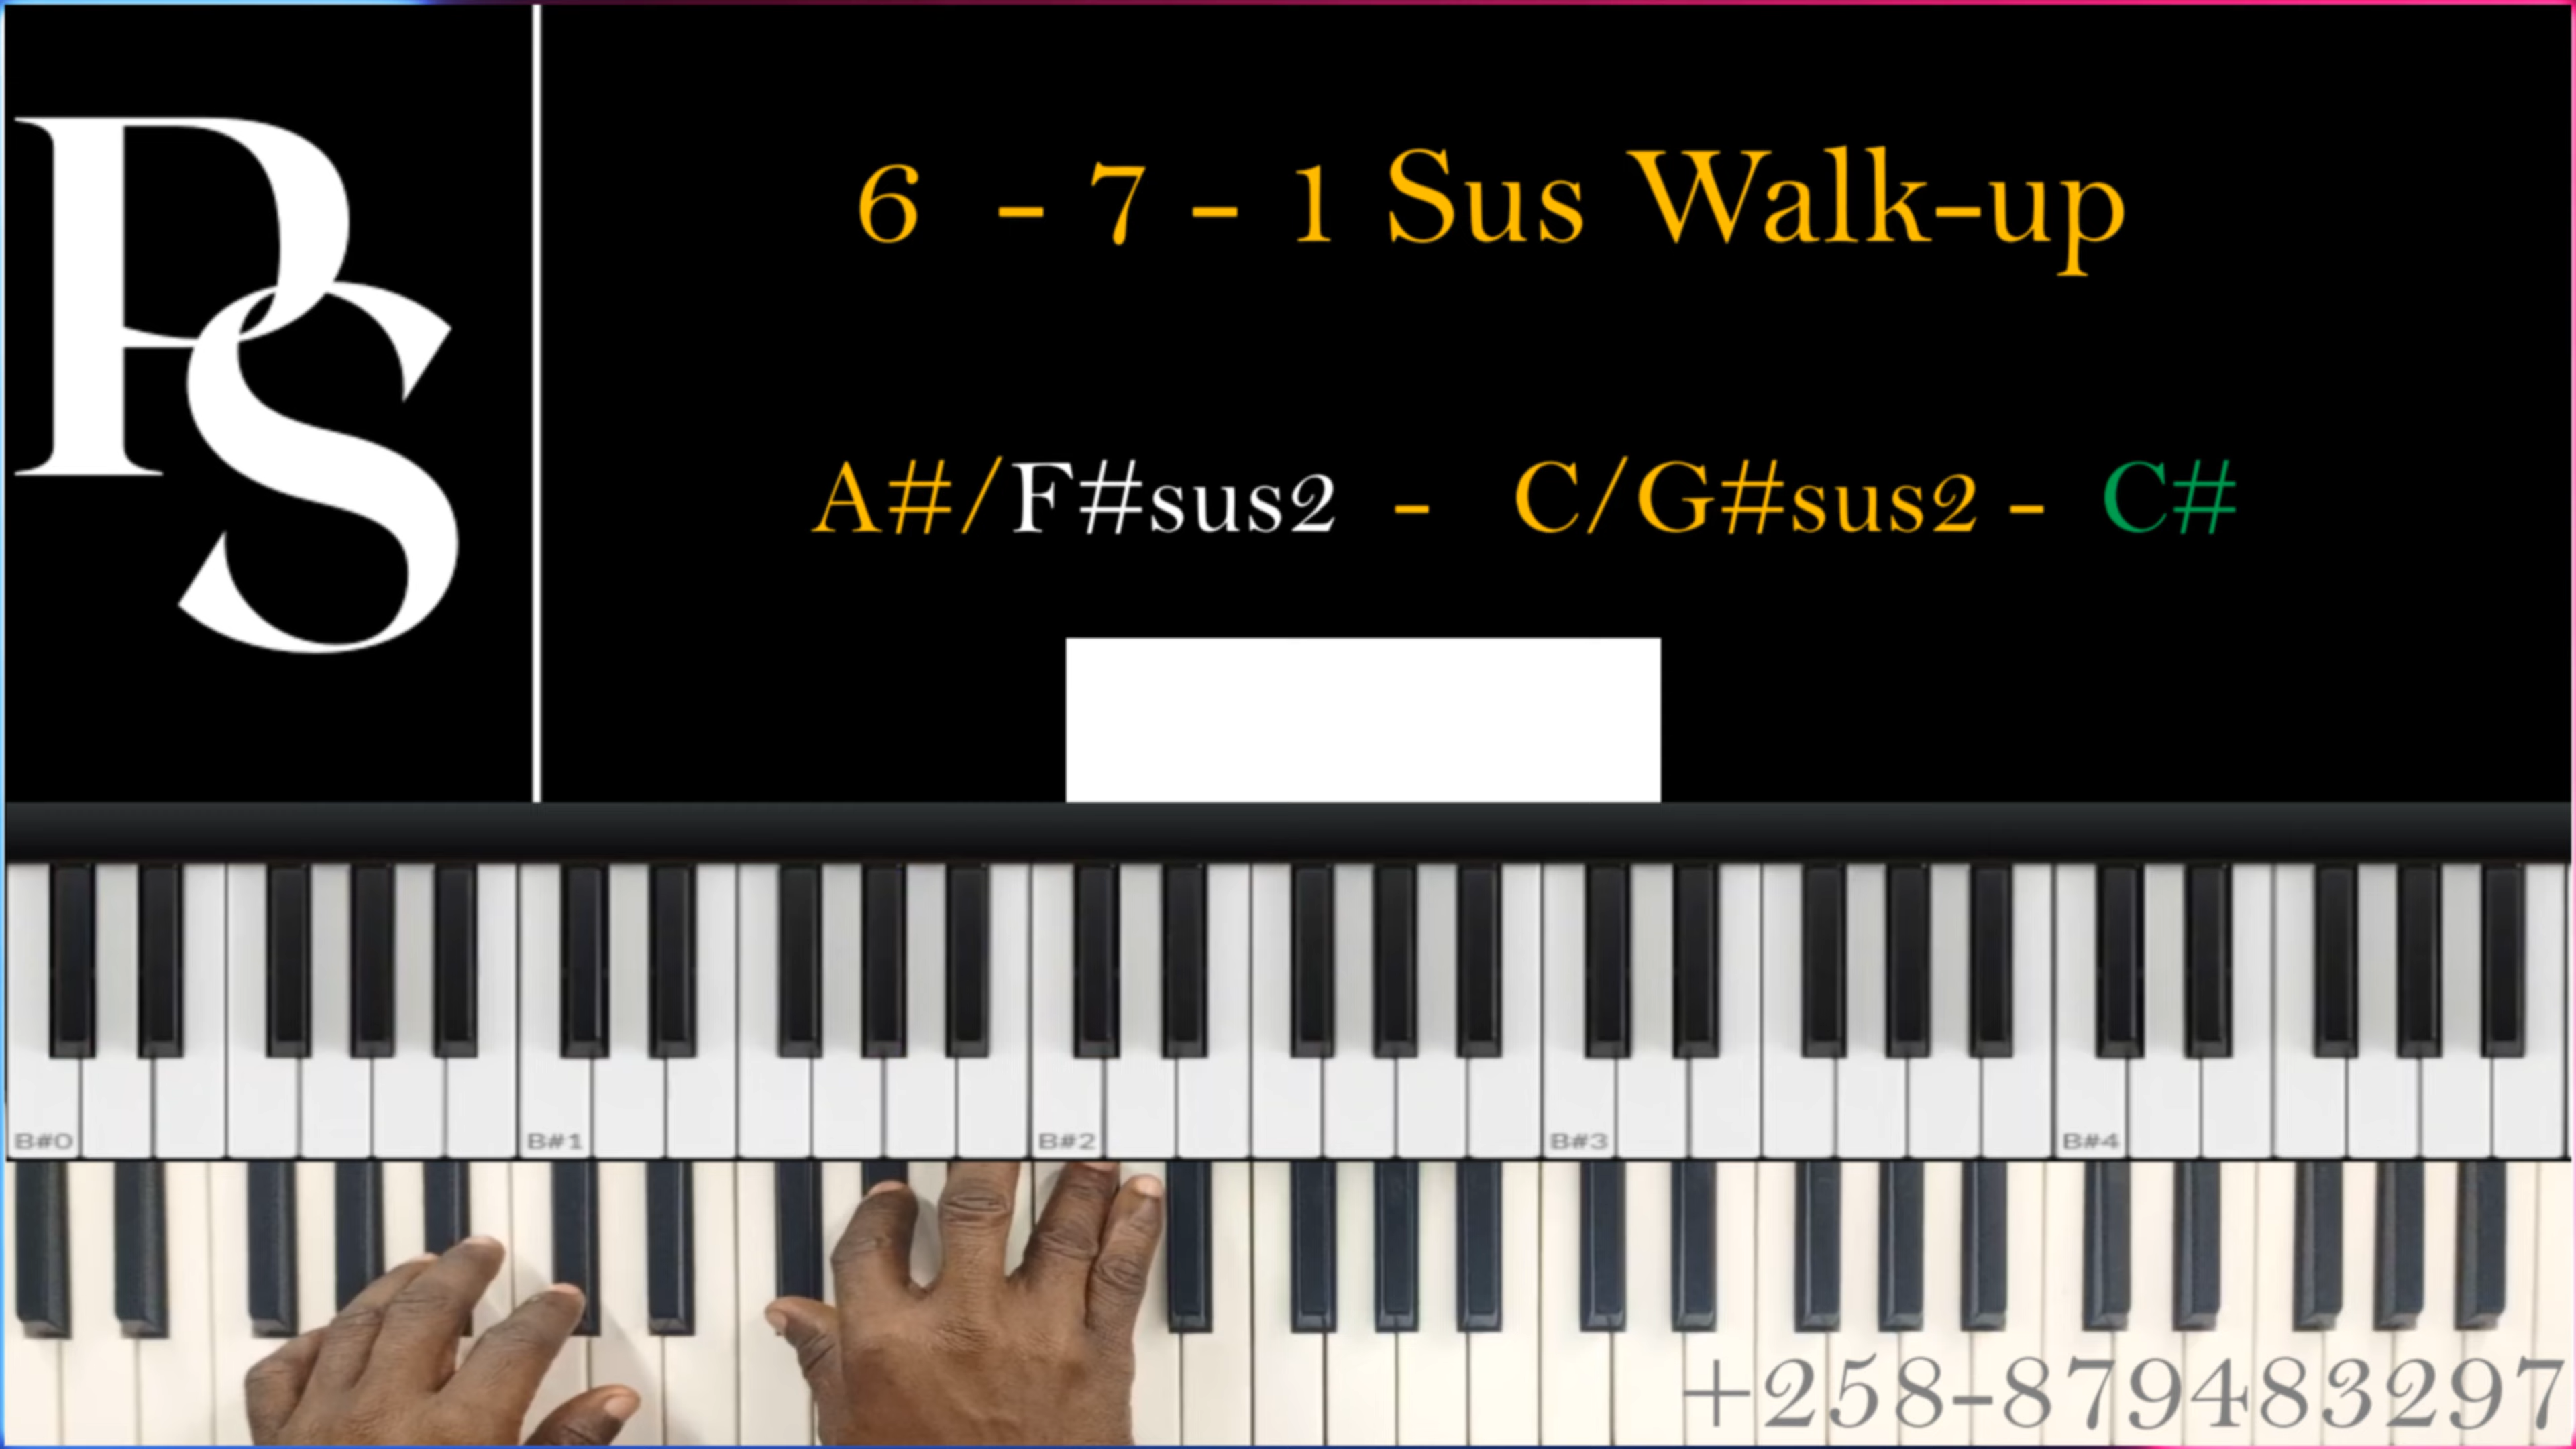 PS
6 - 7 - 1 Sus Walk-up
A#/F#sus2 - C/G#sus2 - C#
B#0 B#1 B#2 B#3 B#4
+258-879483297